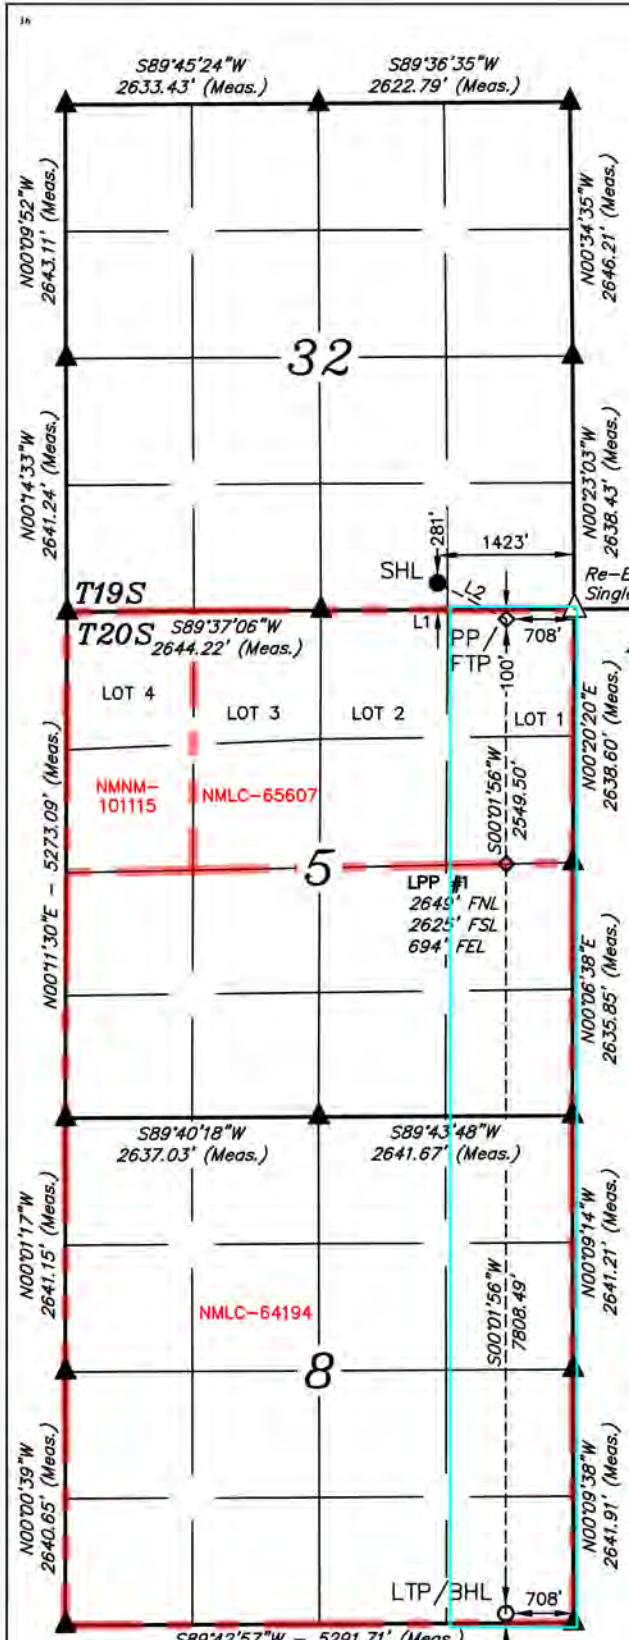 36
S89°45'24"W
2633.43' (Meas.)
S89°36'35"W
2622.79' (Meas.)
N00°09'52"W
2643.11' (Meas.)
N00°34'35"W
2646.21' (Meas.)
32
N00°14'33"W
2641.24' (Meas.)
N00°23'03"W
2638.43' (Meas.)
281'
1423'
SHL
L2
Re-E
Single
T19S
T20S
S89°37'06"W
2644.22' (Meas.)
L1
PP/
FTP
708'
100'
LOT 4
LOT 3
LOT 2
LOT 1
N00°20'20"E
2638.60' (Meas.)
S00°01'56"W
2549.50'
NMNM-
101115
NMLC-65607
N00°11'30"E - 5273.09' (Meas.)
5
LPP #1
2649' FNL
2625' FSL
694' FEL
N00°06'38"E
2635.85' (Meas.)
S89°40'18"W
2637.03' (Meas.)
S89°43'48"W
2641.67' (Meas.)
N00°01'17"W
2641.15' (Meas.)
N00°09'14"W
2641.21' (Meas.)
S00°01'56"W
7808.49'
NMLC-64194
8
N00°00'39"W
2640.65' (Meas.)
N00°09'38"W
2641.91' (Meas.)
LTP/BHL
708'
S89°42'57"W - 5291.71' (Meas.)